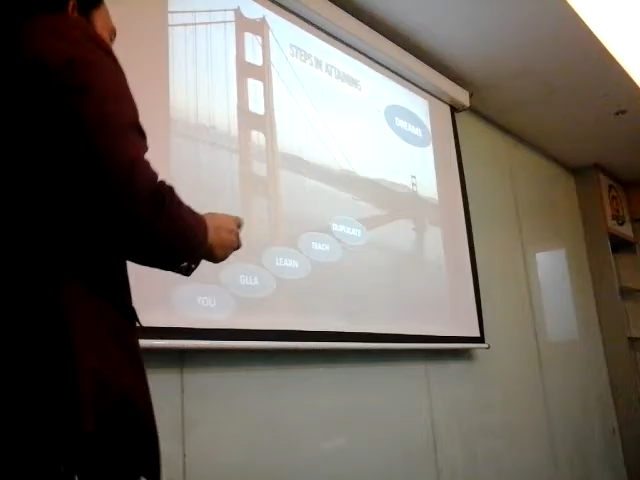 STEPS IN ATTAINING
DREAMS
DUPLICATE
TEACH
LEARN
GLLA
YOU